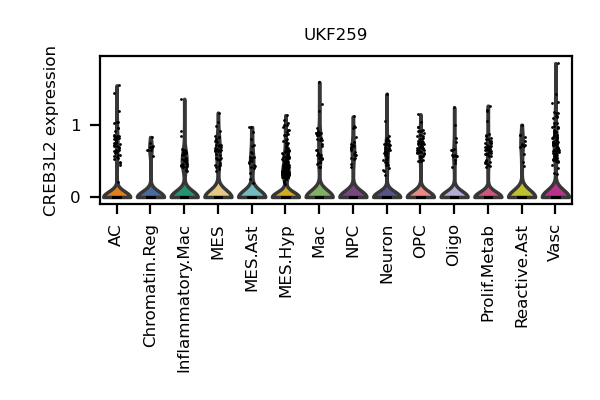 UKF259
CREB3L2 expression
1
0
AC
Chromatin.Reg
Inflammatory.Mac
MES
MES.Ast
MES.Hyp
Mac
NPC
Neuron
OPC
Oligo
Prolif.Metab
Reactive.Ast
Vasc